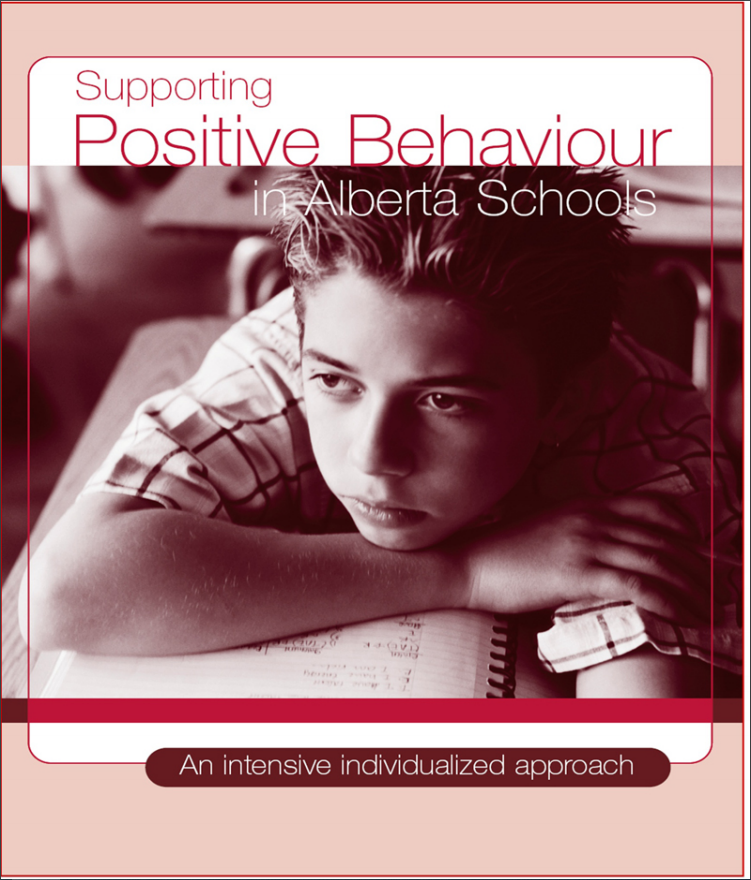 Supporting
Positive Behaviour
in Alberta Schools
An intensive individualized approach